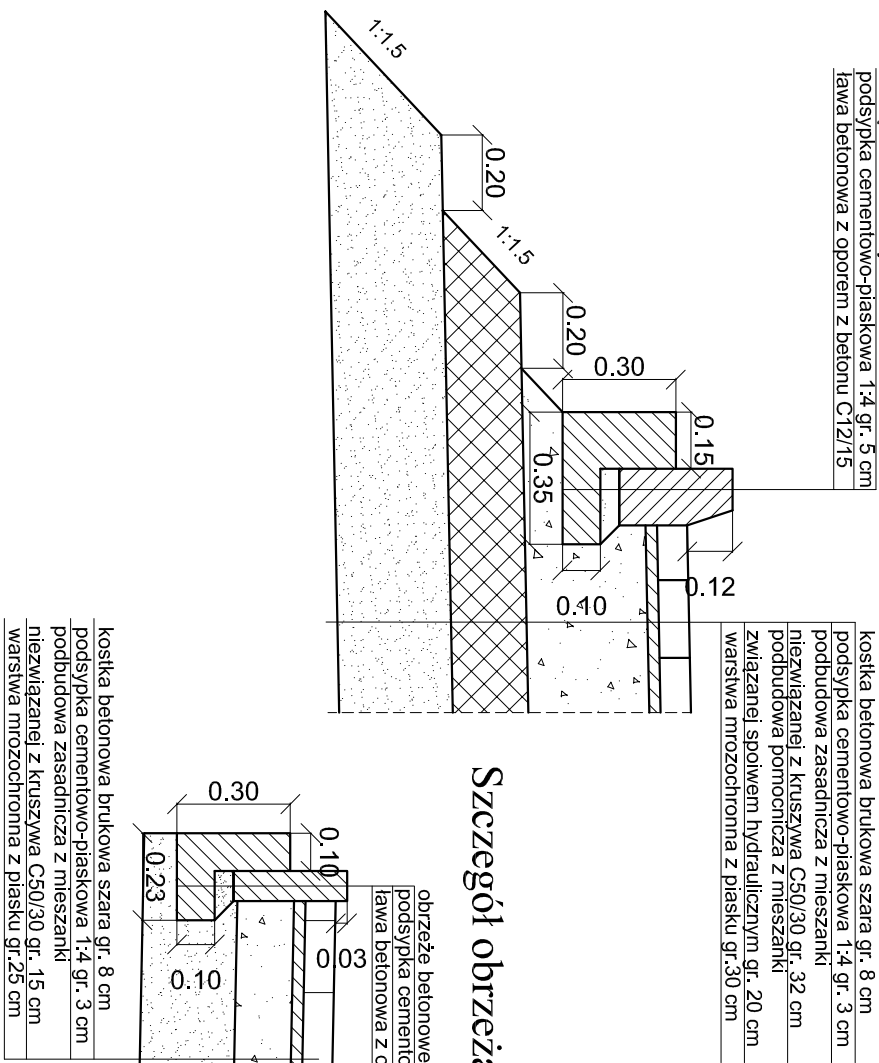 podsypka cementowo-piaskowa 1:4 gr. 5 cm
ława betonowa z oporem z betonu C12/15
1:1.5
0.20
1:1.5
0.20
0.30
0.15
0.35
0.10
0.12
kostka betonowa brukowa szara gr. 8 cm
podsypka cementowo-piaskowa 1:4 gr. 3 cm
podbudowa zasadnicza z mieszanki
niezwiązanej z kruszywa C50/30 gr. 32 cm
podbudowa pomocnicza z mieszanki
związanej spoiwem hydraulicznym gr. 20 cm
warstwa mrozochronna z piasku gr.30 cm
Szczegół obrzeża
obrzeże betonowe
podsypka cemento
ława betonowa z o
0.30
0.10
0.23
0.10
0.03
kostka betonowa brukowa szara gr. 8 cm
podsypka cementowo-piaskowa 1:4 gr. 3 cm
podbudowa zasadnicza z mieszanki
niezwiązanej z kruszywa C50/30 gr. 15 cm
warstwa mrozochronna z piasku gr.25 cm